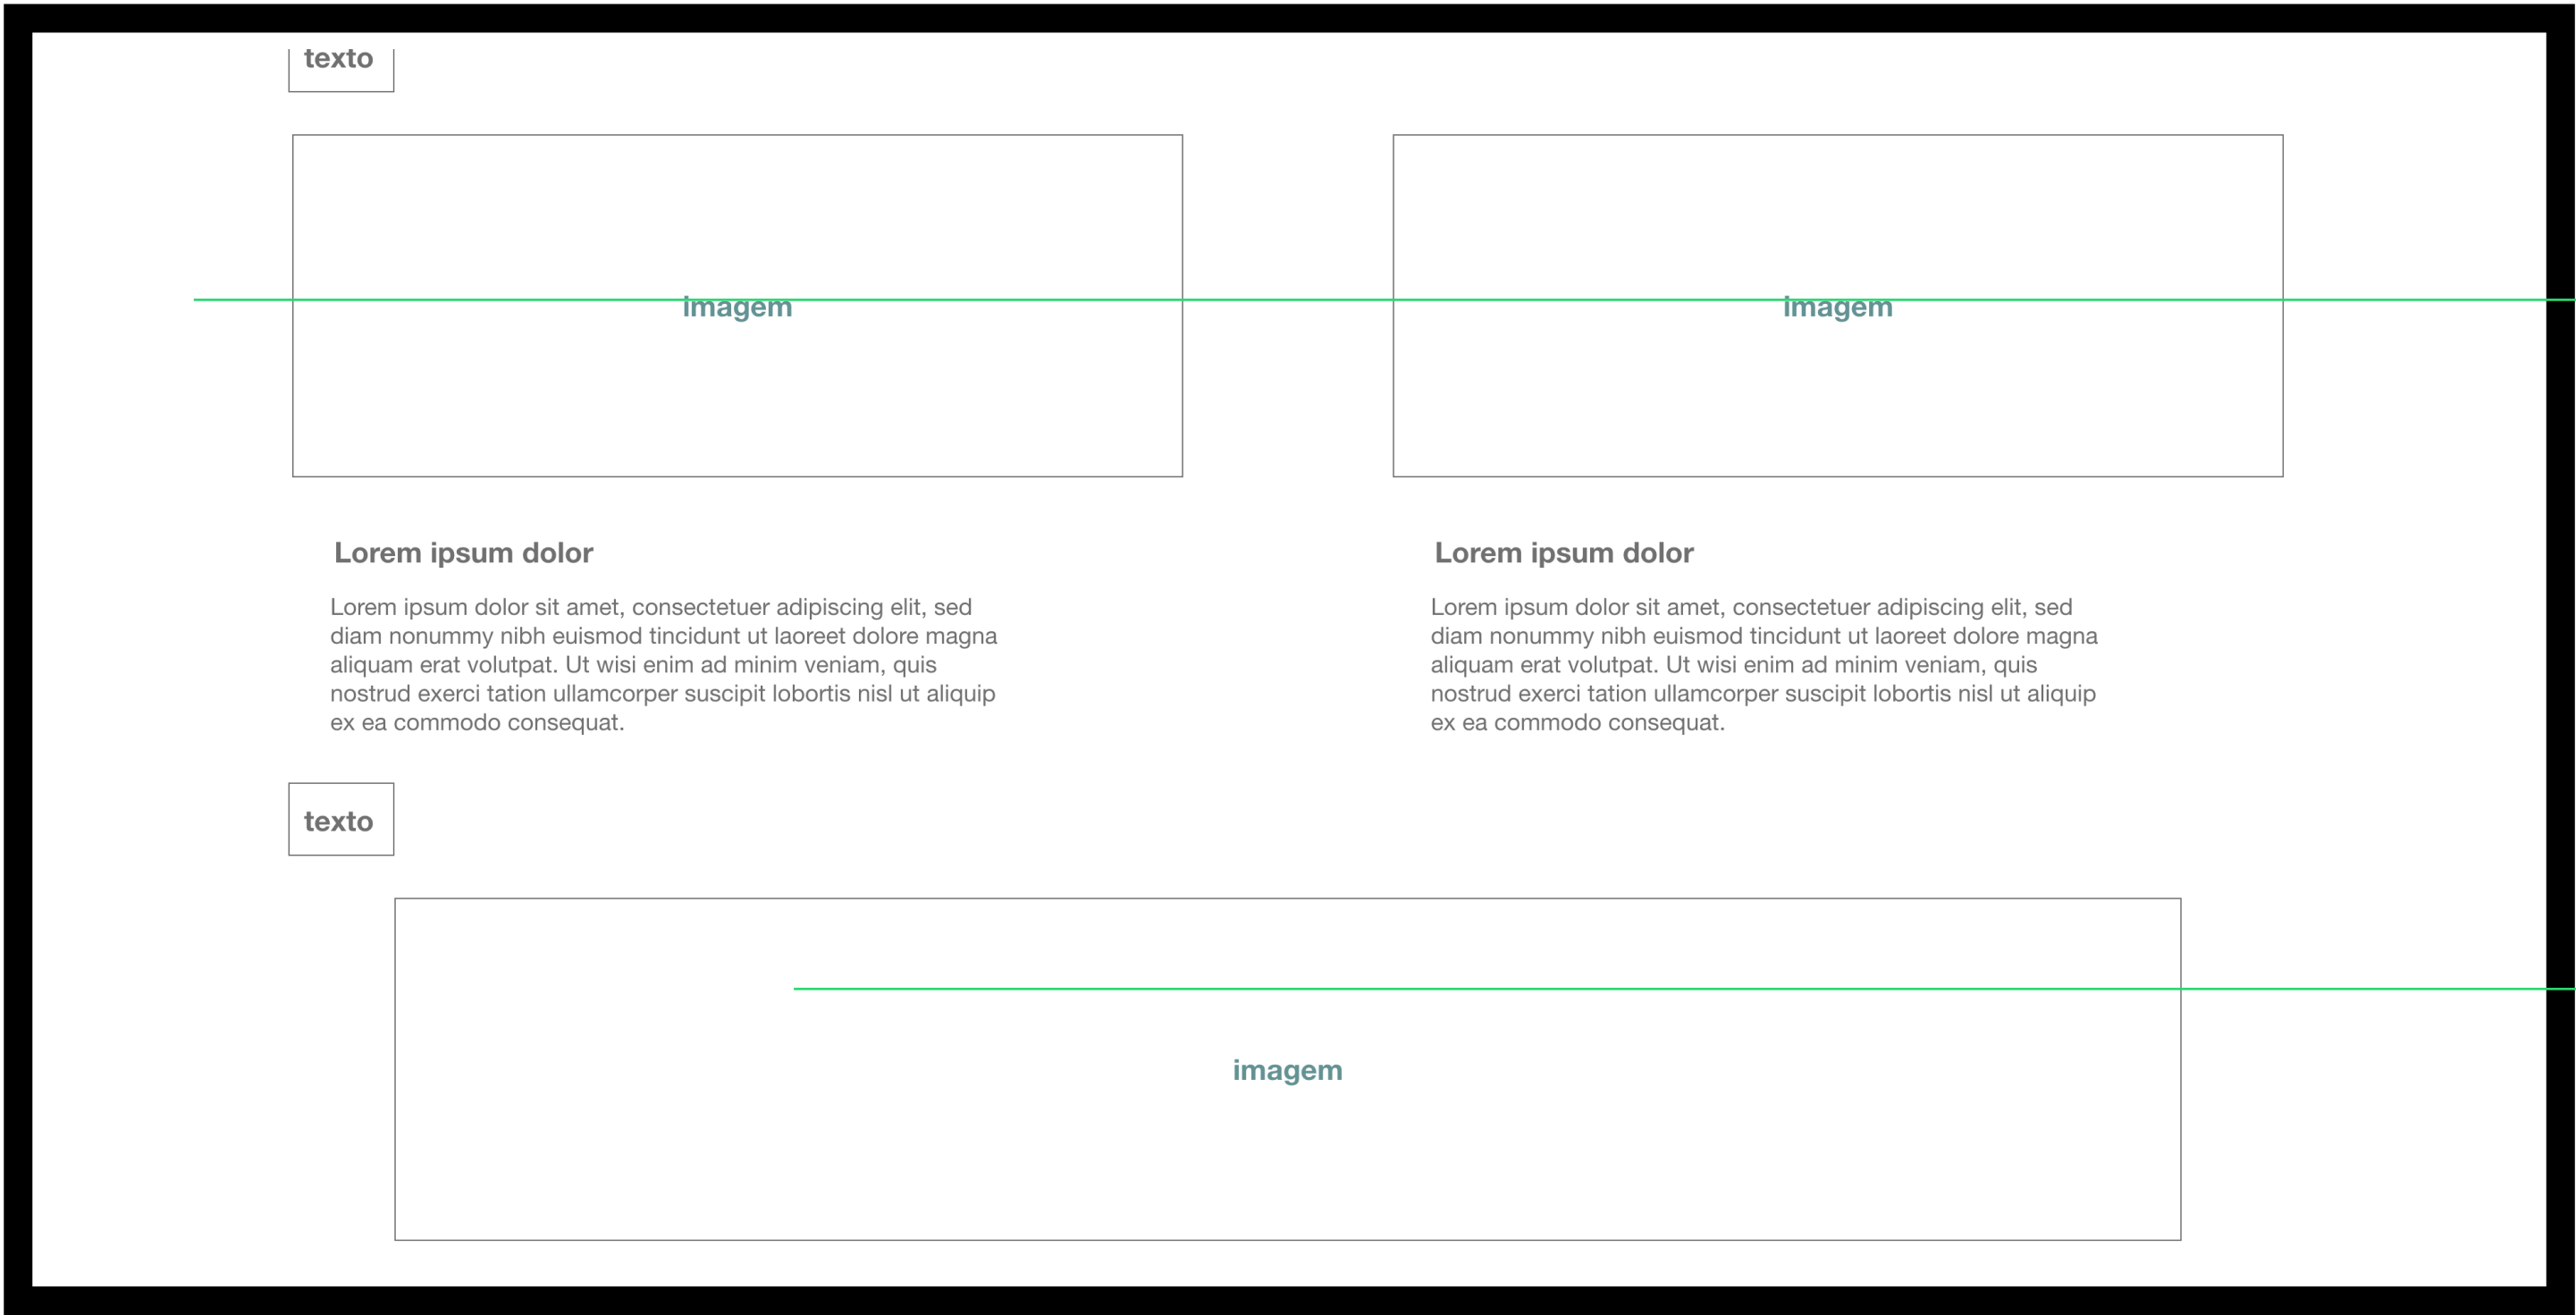 texto
imagem
imagem
Lorem ipsum dolor
Lorem ipsum dolor sit amet, consectetuer adipiscing elit, sed
diam nonummy nibh euismod tincidunt ut laoreet dolore magna
aliquam erat volutpat. Ut wisi enim ad minim veniam, quis
nostrud exerci tation ullamcorper suscipit lobortis nisl ut aliquip
ex ea commodo consequat.
Lorem ipsum dolor
Lorem ipsum dolor sit amet, consectetuer adipiscing elit, sed
diam nonummy nibh euismod tincidunt ut laoreet dolore magna
aliquam erat volutpat. Ut wisi enim ad minim veniam, quis
nostrud exerci tation ullamcorper suscipit lobortis nisl ut aliquip
ex ea commodo consequat.
texto
imagem